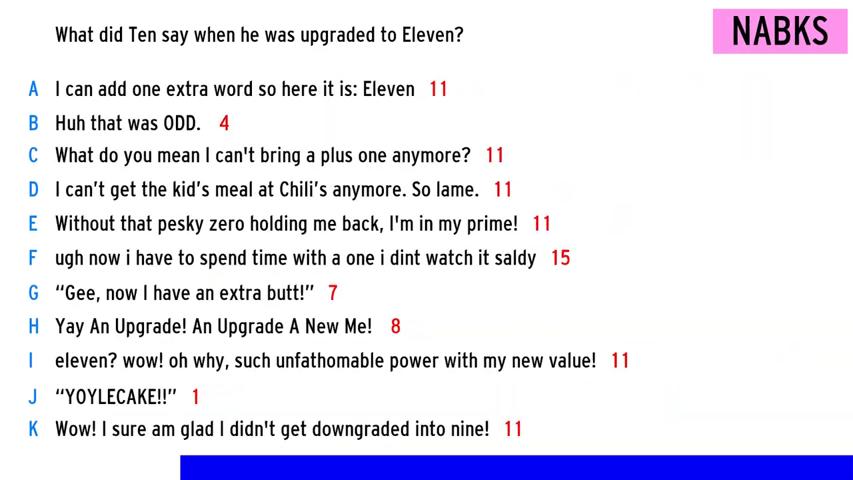 What did Ten say when he was upgraded to Eleven?
NABKS
A I can add one extra word so here it is: Eleven 11
B Huh that was ODD. 4
C What do you mean I can't bring a plus one anymore? 11
D I can’t get the kid’s meal at Chili’s anymore. So lame. 11
E Without that pesky zero holding me back, I'm in my prime! 11
F ugh now i have to spend time with a one i dint watch it saldy 15
G “Gee, now I have an extra butt!” 7
H Yay An Upgrade! An Upgrade A New Me! 8
I eleven? wow! oh why, such unfathomable power with my new value! 11
J “YOYLECAKE!!” 1
K Wow! I sure am glad I didn't get downgraded into nine! 11